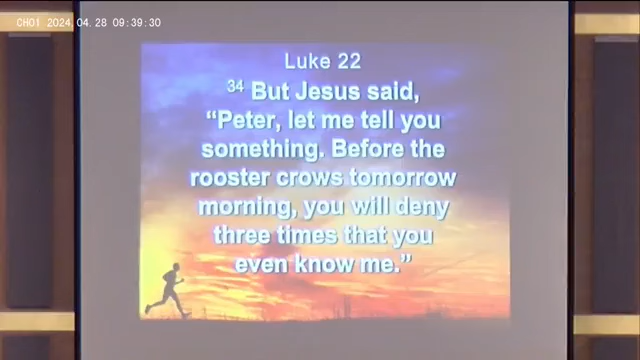 CH01 2024.04.28 09:39:30
Luke 22
34 But Jesus said,
“Peter, let me tell you
something. Before the
rooster crows tomorrow
morning, you will deny
three times that you
even know me.”